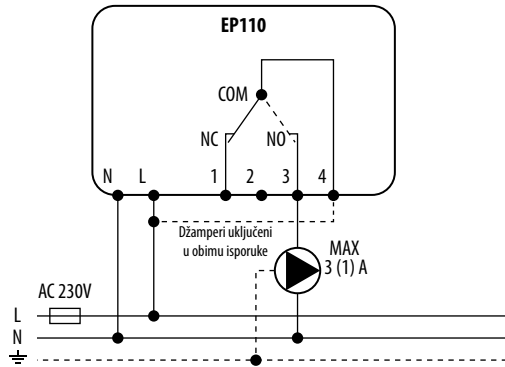 EP110
COM
NC NO
N L 1 2 3 4
Džamperi uključeni
u obimu isporuke
MAX
3 (1) A
AC 230V
L
N